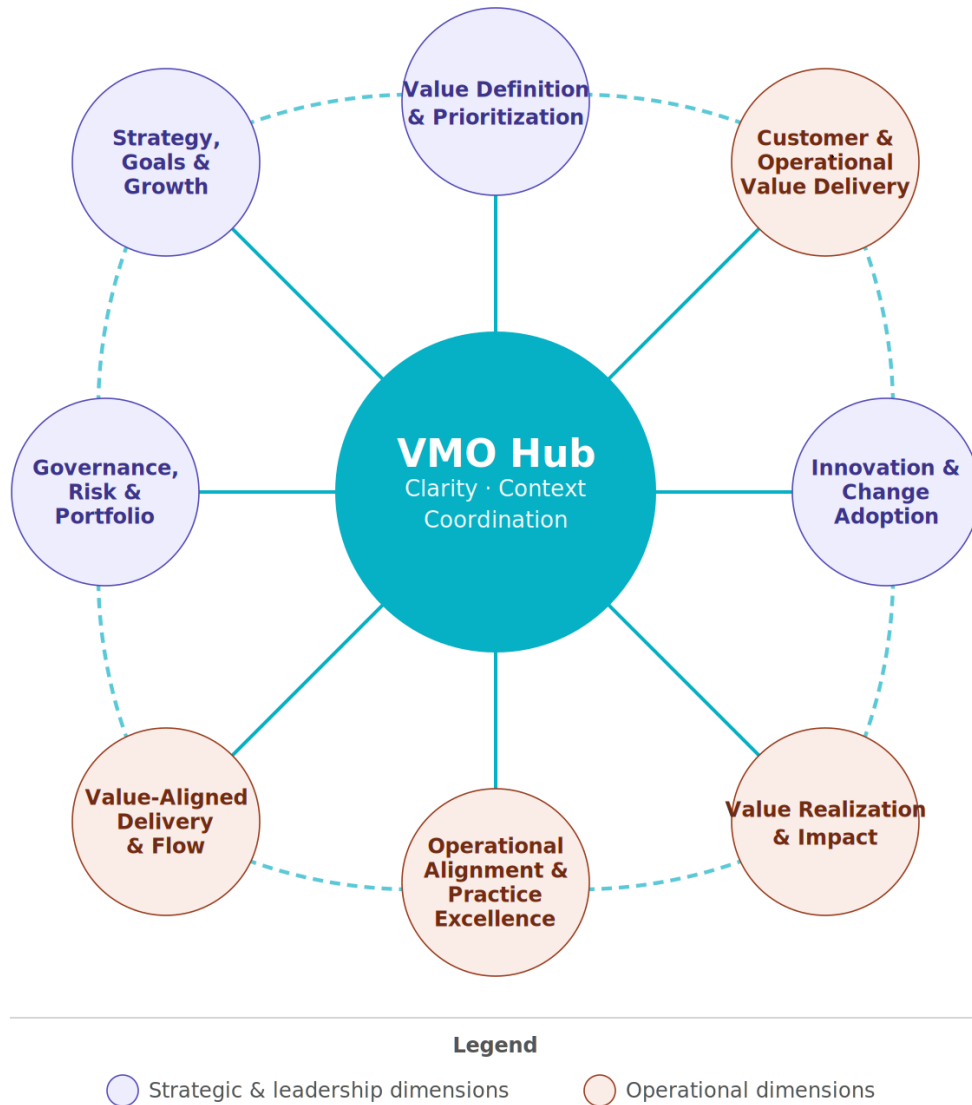 Value Definition
& Prioritization
Strategy,
Goals &
Growth
Customer &
Operational
Value Delivery
VMO Hub
Clarity · Context
Coordination
Governance,
Risk &
Portfolio
Innovation &
Change
Adoption
Value-Aligned
Delivery
& Flow
Operational
Alignment &
Practice
Excellence
Value Realization
& Impact
Legend
Strategic & leadership dimensions
Operational dimensions